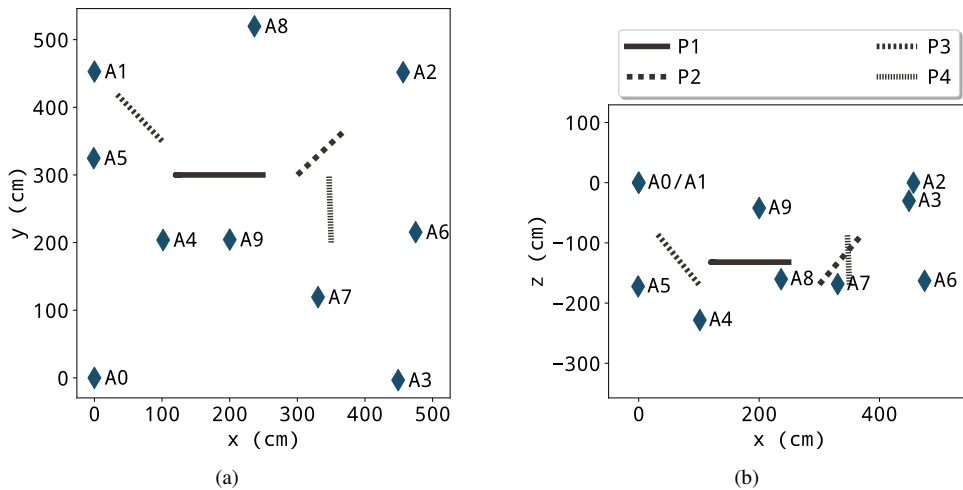 500
400
300
200
100
0
y (cm)
A8
A1
A2
A5
A4
A9
A6
A7
A0
A3
0 100 200 300 400 500
x (cm)
(a)
P1 P3
P2 P4
100
0
−100
−200
−300
z (cm)
A0/A1
A2
A3
A9
A5
A8
A7
A6
A4
0 200 400
x (cm)
(b)